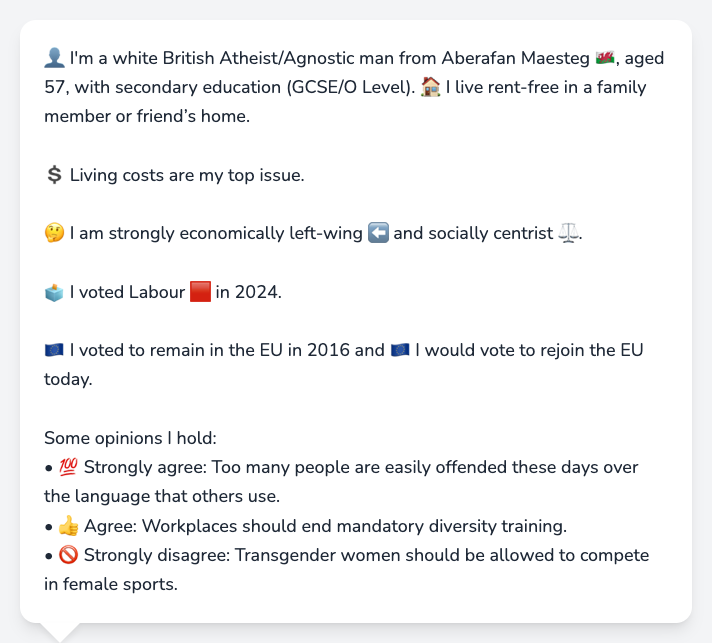 👤 I'm a white British Atheist/Agnostic man from Aberafan Maesteg 🏴󠁧󠁢󠁷󠁬󠁳󠁿, aged
57, with secondary education (GCSE/O Level). 🏠 I live rent-free in a family
member or friend’s home.
💲 Living costs are my top issue.
🤔 I am strongly economically left-wing ⬅️ and socially centrist ⚖️.
🗳️ I voted Labour 🟥 in 2024.
🇪🇺 I voted to remain in the EU in 2016 and 🇪🇺 I would vote to rejoin the EU
today.
Some opinions I hold:
• 💯 Strongly agree: Too many people are easily offended these days over
the language that others use.
• 👍 Agree: Workplaces should end mandatory diversity training.
• 🚫 Strongly disagree: Transgender women should be allowed to compete
in female sports.